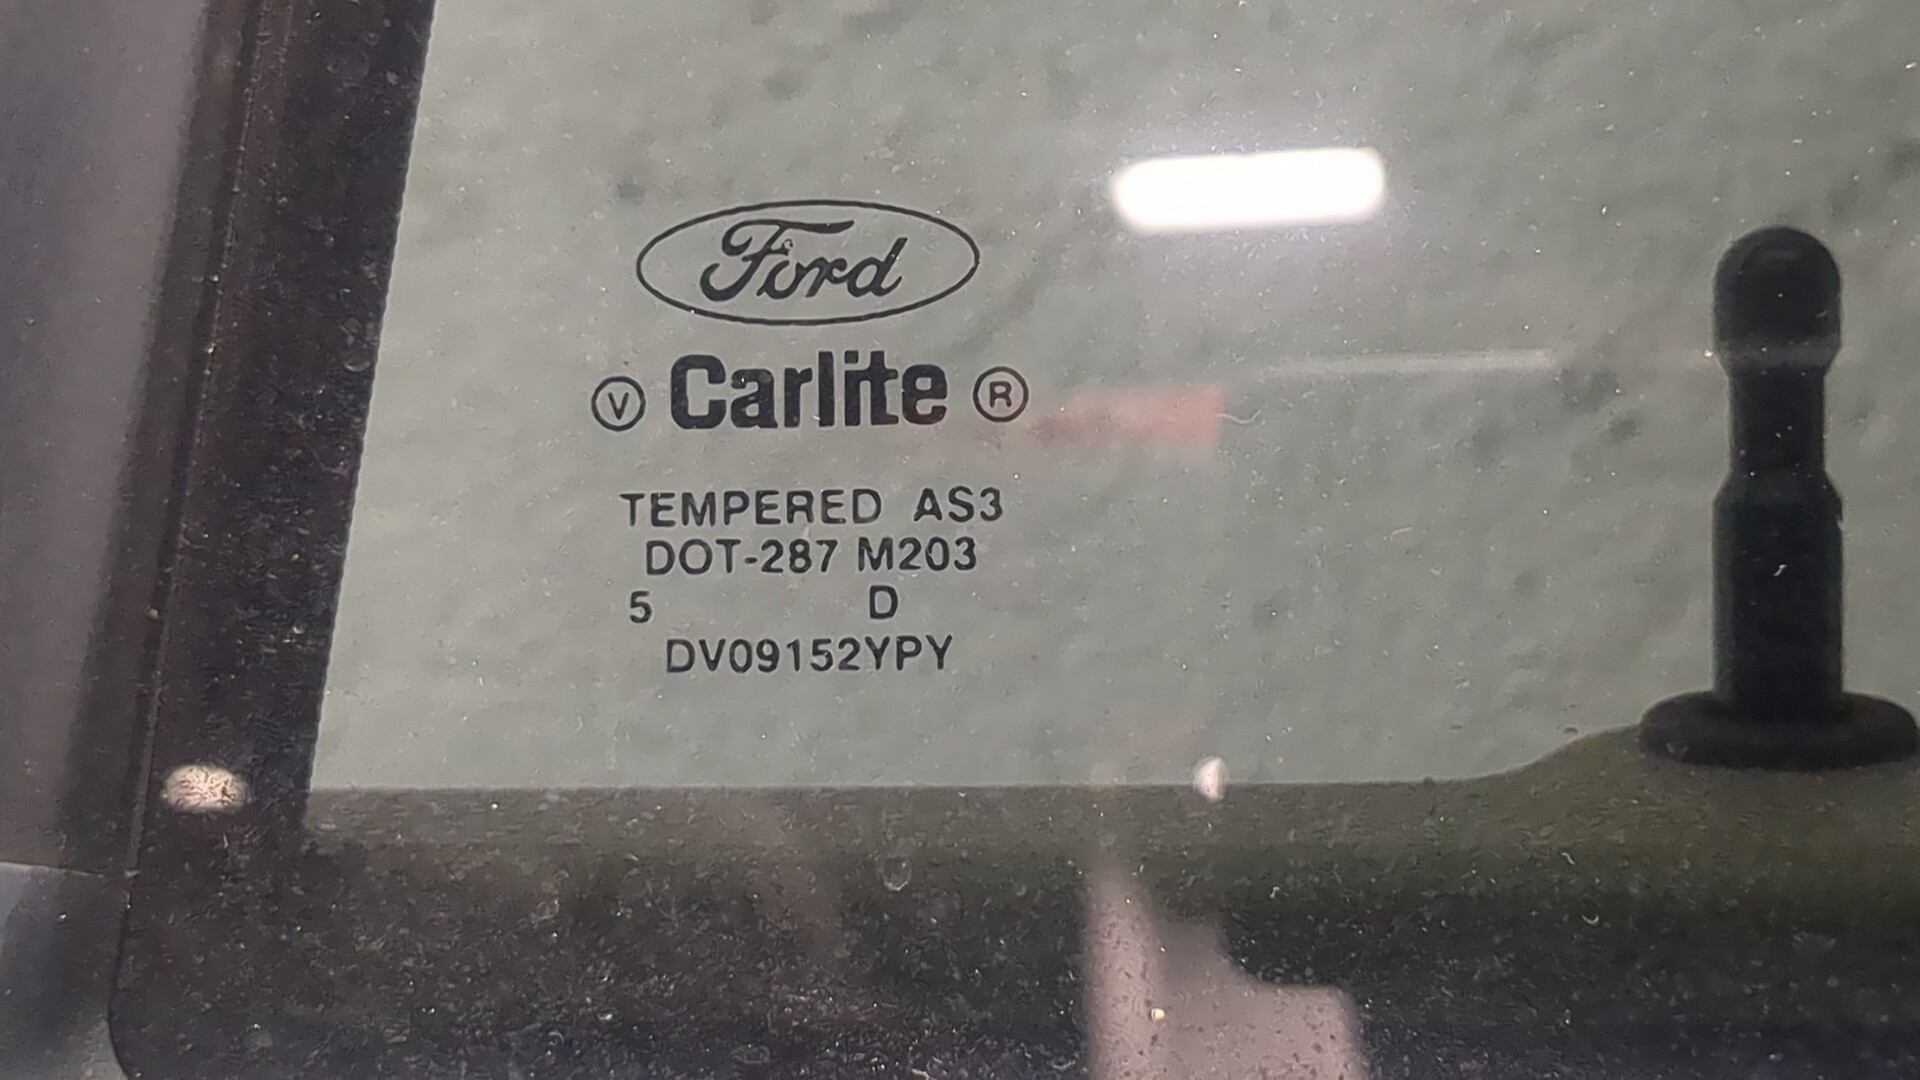 Ford
V Carlite ®
TEMPERED AS3
DOT-287 M203
5 D
DV09152YPY